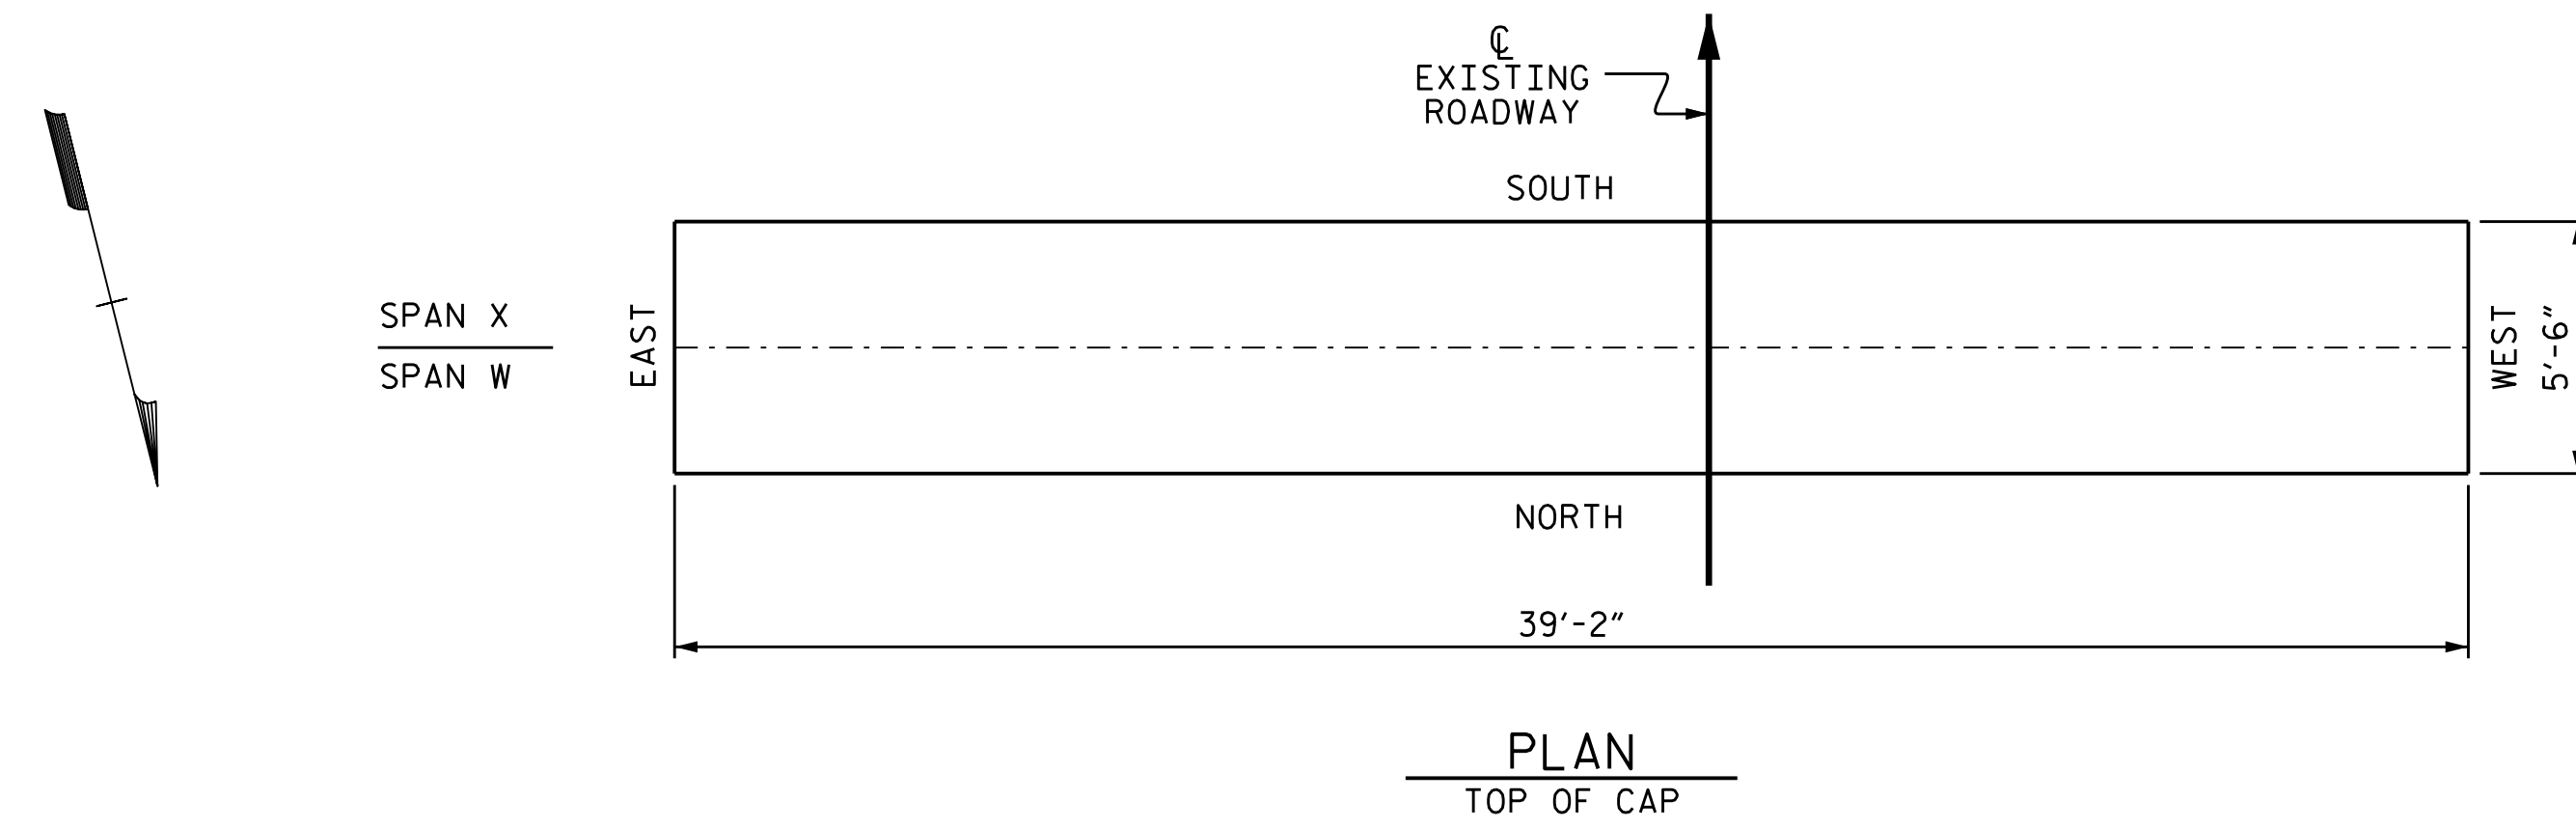 ℄
EXISTING
ROADWAY
SOUTH
SPAN X
SPAN W
EAST
WEST
5'-6"
NORTH
39'-2"
PLAN
TOP OF CAP